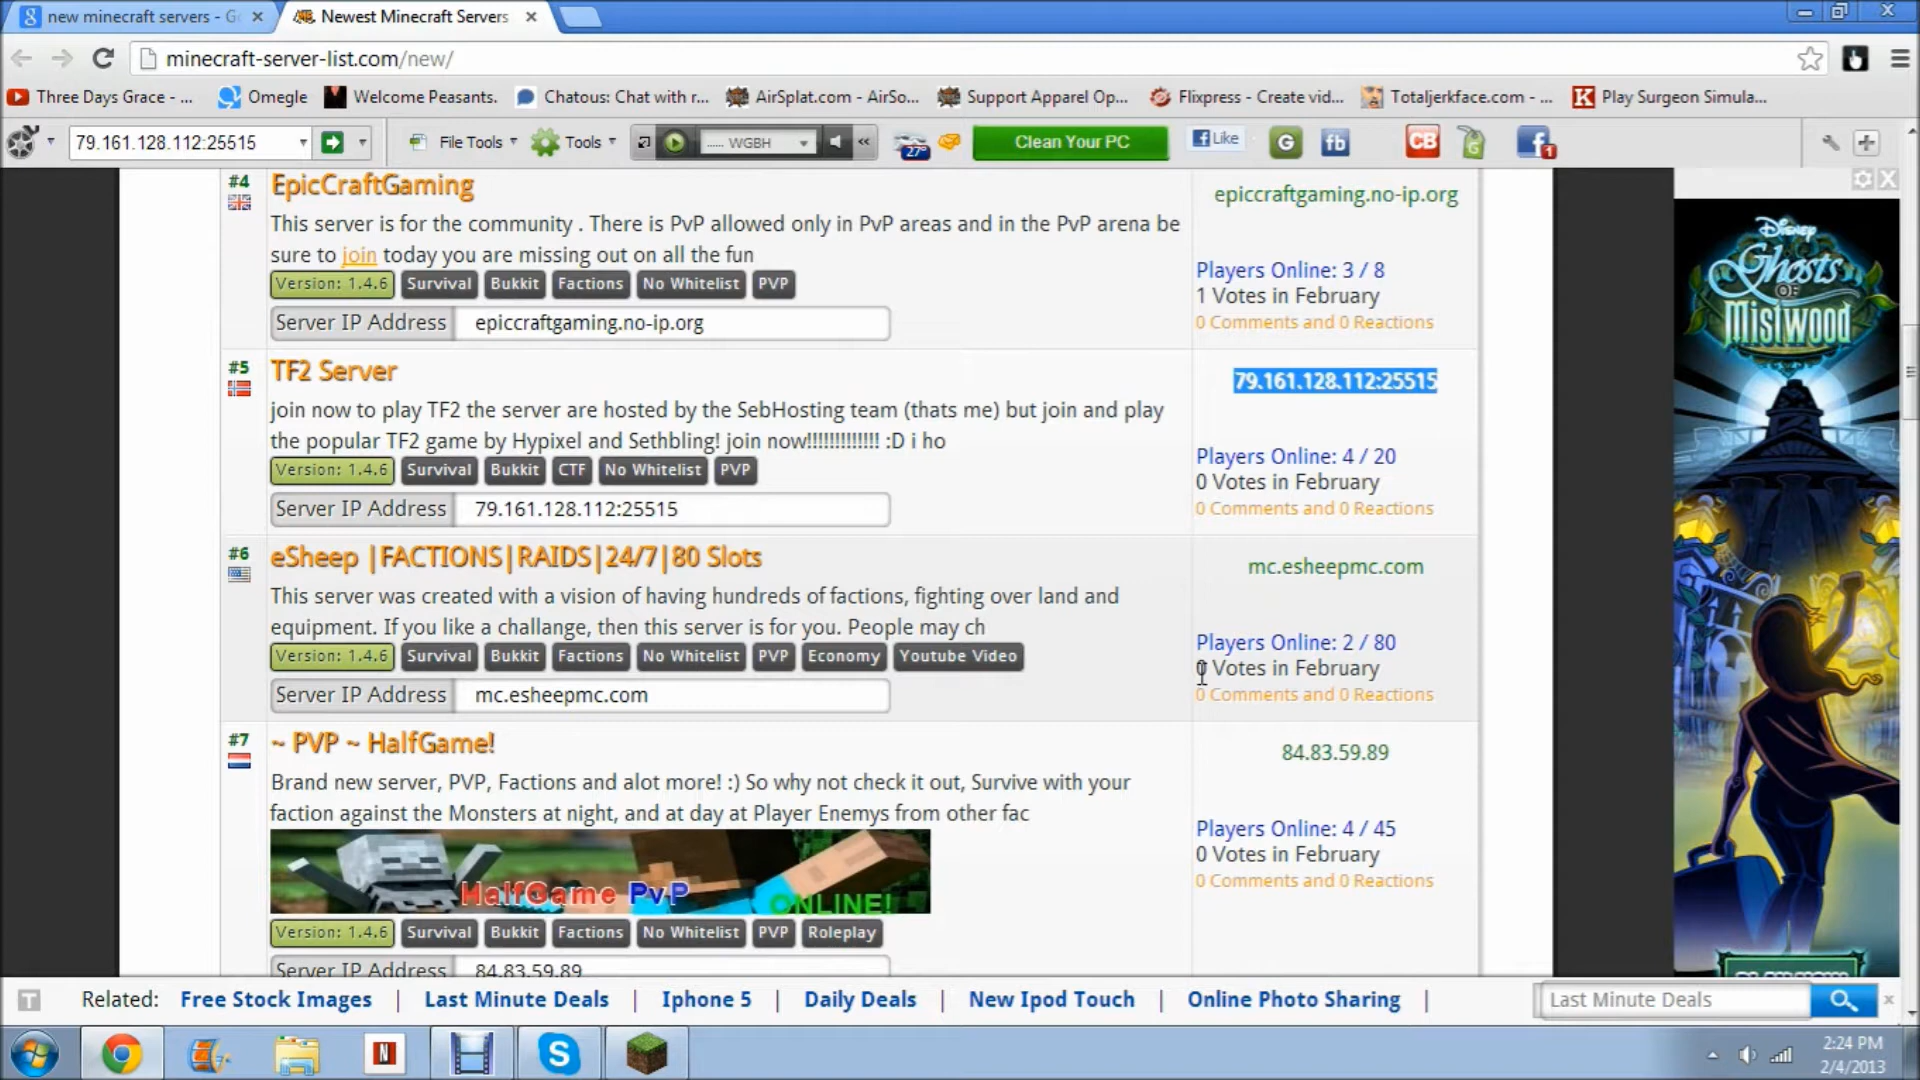 new minecraft servers - G
Newest Minecraft Servers
minecraft-server-list.com/new/
Three Days Grace - ...
Omegle
Welcome Peasants.
Chatous: Chat with r...
AirSplat.com - AirSo...
Support Apparel Op...
Flixpress - Create vid...
Totaljerkface.com - ...
Play Surgeon Simula...
79.161.128.112:25515
File Tools
Tools
..... WGBH
27°
Clean Your PC
Like
G
fb
CB
1
#4
EpicCraftGaming
epiccraftgaming.no-ip.org
This server is for the community . There is PvP allowed only in PvP areas and in the PvP arena be
sure to join today you are missing out on all the fun
Players Online: 3 / 8
Version: 1.4.6 Survival Bukkit Factions No Whitelist PVP
1 Votes in February
Server IP Address epiccraftgaming.no-ip.org
0 Comments and 0 Reactions
#5
TF2 Server
79.161.128.112:25515
join now to play TF2 the server are hosted by the SebHosting team (thats me) but join and play
the popular TF2 game by Hypixel and Sethbling! join now!!!!!!!!!!!!! :D i ho
Players Online: 4 / 20
Version: 1.4.6 Survival Bukkit CTF No Whitelist PVP
0 Votes in February
Server IP Address 79.161.128.112:25515
0 Comments and 0 Reactions
#6
eSheep |FACTIONS|RAIDS|24/7|80 Slots
mc.esheepmc.com
This server was created with a vision of having hundreds of factions, fighting over land and
equipment. If you like a challange, then this server is for you. People may ch
Players Online: 2 / 80
Version: 1.4.6 Survival Bukkit Factions No Whitelist PVP Economy Youtube Video
0 Votes in February
Server IP Address mc.esheepmc.com
0 Comments and 0 Reactions
#7
~ PVP ~ HalfGame!
84.83.59.89
Brand new server, PVP, Factions and alot more! :) So why not check it out, Survive with your
faction against the Monsters at night, and at day at Player Enemys from other fac
Players Online: 4 / 45
0 Votes in February
0 Comments and 0 Reactions
HalfGame PvP ONLINE!
Version: 1.4.6 Survival Bukkit Factions No Whitelist PVP Roleplay
Server IP Address 84.83.59.89
Disney
Ghosts
OF
Mistwood
T
Related: Free Stock Images | Last Minute Deals | Iphone 5 | Daily Deals | New Ipod Touch | Online Photo Sharing |
Last Minute Deals
2:24 PM
2/4/2013